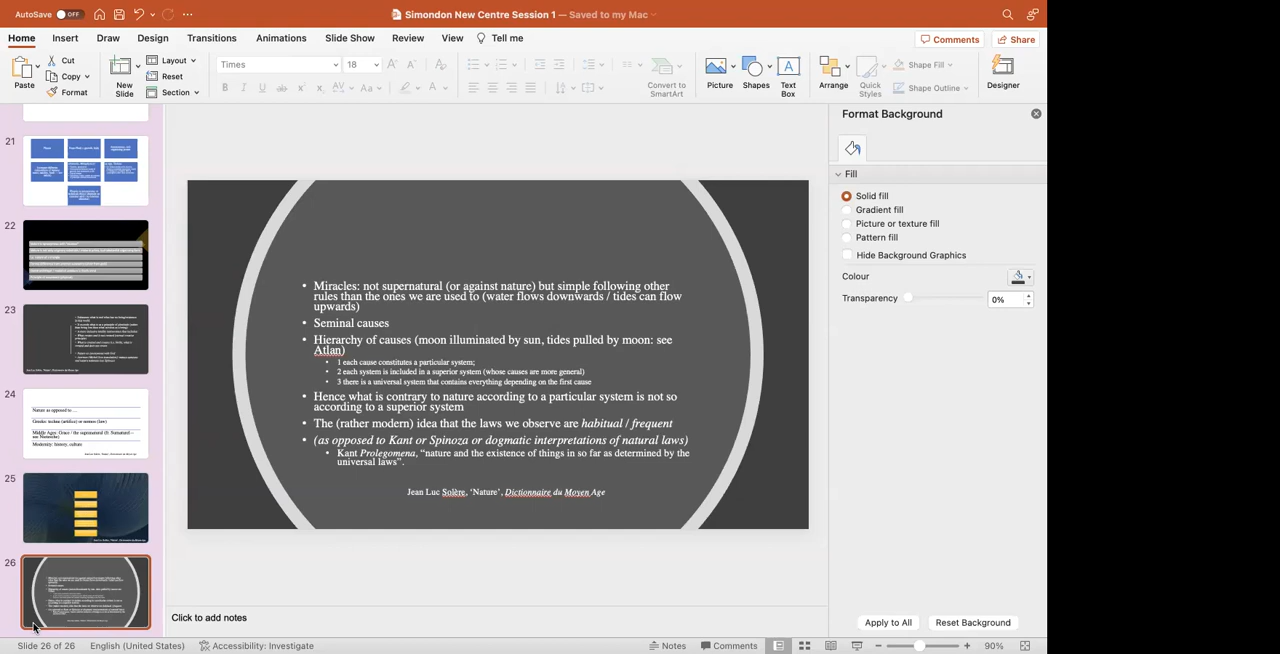 AutoSave OFF
Simondon New Centre Session 1 — Saved to my Mac
Home Insert Draw Design Transitions Animations Slide Show Review View Tell me
Comments Share
Paste Cut Copy Format
New Slide Layout Reset Section
Times 18
Convert to SmartArt
Picture Shapes Text Box Arrange Quick Styles Shape Fill Shape Outline Designer
21
22
23
24
Nature as opposed to ...
25
26
• Miracles: not supernatural (or against nature) but simple following other
rules than the ones we are used to (water flows downwards / tides can flow
upwards)
• Seminal causes
• Hierarchy of causes (moon illuminated by sun, tides pulled by moon: see
Atlan)
• 1 each cause constitutes a particular system;
• 2 each system is included in a superior system (whose causes are more general)
• 3 there is a universal system that contains everything depending on the first cause
• Hence what is contrary to nature according to a particular system is not so
according to a superior system
• The (rather modern) idea that the laws we observe are habitual / frequent
• (as opposed to Kant or Spinoza or dogmatic interpretations of natural laws)
• Kant Prolegomena, “nature and the existence of things in so far as determined by the
universal laws”.
Jean Luc Solère, ‘Nature’, Dictionnaire du Moyen Age
Format Background
Fill
Solid fill
Gradient fill
Picture or texture fill
Pattern fill
Hide Background Graphics
Colour
Transparency 0%
Apply to All Reset Background
Click to add notes
Slide 26 of 26 English (United States) Accessibility: Investigate Notes Comments 90%